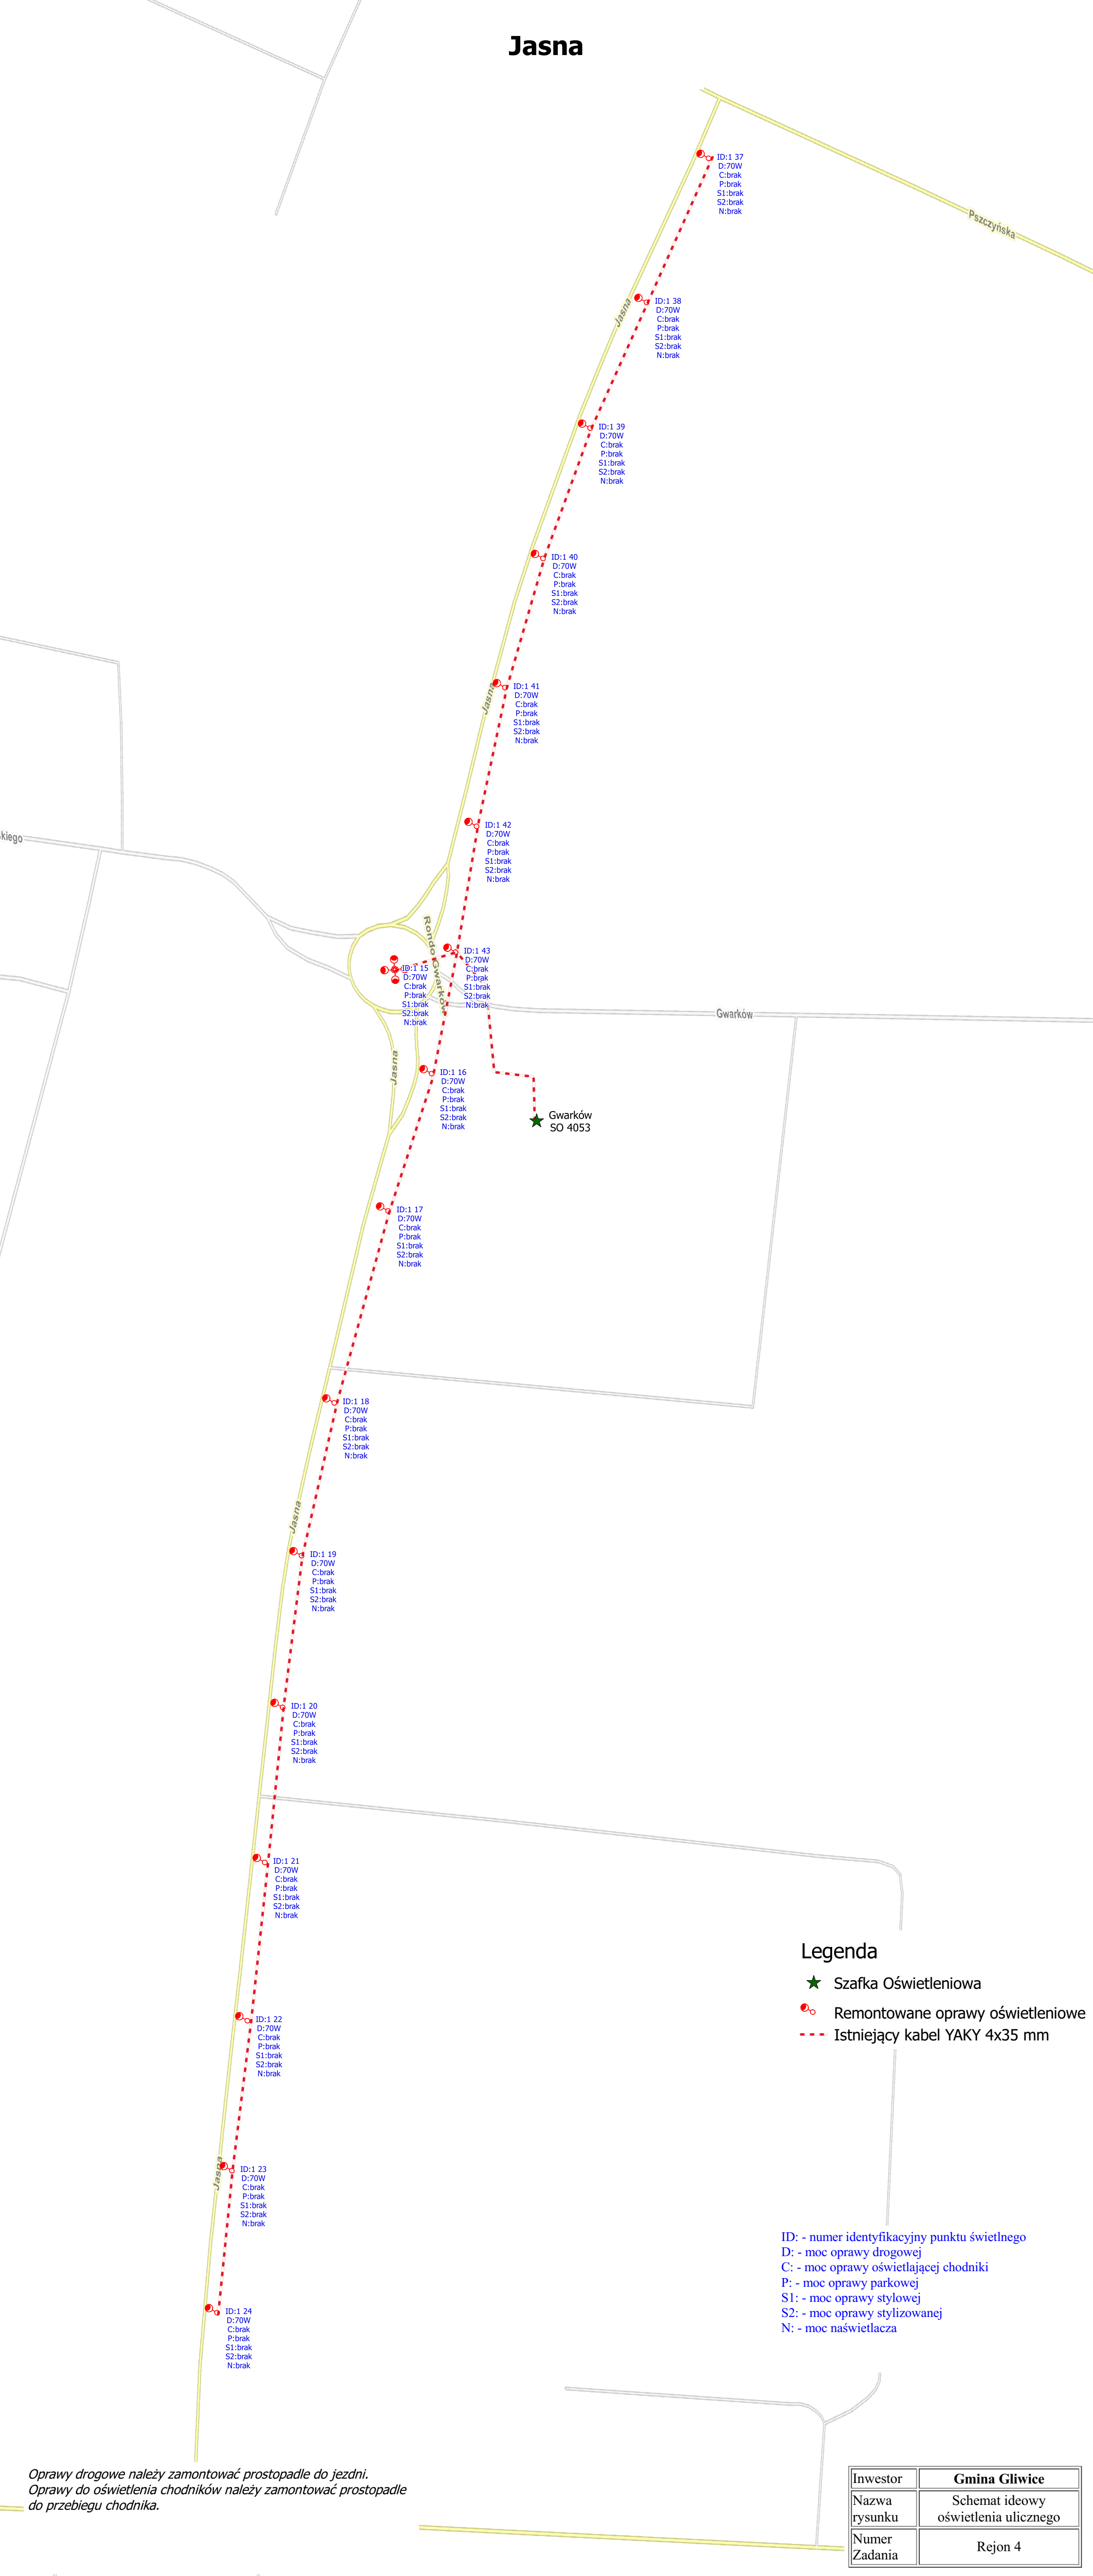 Jasna
Pszczyńska
ID:1 37
D:70W
C:brak
P:brak
S1:brak
S2:brak
N:brak
Jasna
ID:1 38
D:70W
C:brak
P:brak
S1:brak
S2:brak
N:brak
ID:1 39
D:70W
C:brak
P:brak
S1:brak
S2:brak
N:brak
ID:1 40
D:70W
C:brak
P:brak
S1:brak
S2:brak
N:brak
Jasna
ID:1 41
D:70W
C:brak
P:brak
S1:brak
S2:brak
N:brak
ID:1 42
D:70W
C:brak
P:brak
S1:brak
S2:brak
N:brak
kiego
Rondo Gwarków
ID:1 43
D:70W
C:brak
P:brak
S1:brak
S2:brak
N:brak
ID:1 15
D:70W
C:brak
P:brak
S1:brak
S2:brak
N:brak
Gwarków
Jasna
ID:1 16
D:70W
C:brak
P:brak
S1:brak
S2:brak
N:brak
Gwarków
SO 4053
ID:1 17
D:70W
C:brak
P:brak
S1:brak
S2:brak
N:brak
ID:1 18
D:70W
C:brak
P:brak
S1:brak
S2:brak
N:brak
Jasna
ID:1 19
D:70W
C:brak
P:brak
S1:brak
S2:brak
N:brak
ID:1 20
D:70W
C:brak
P:brak
S1:brak
S2:brak
N:brak
ID:1 21
D:70W
C:brak
P:brak
S1:brak
S2:brak
N:brak
Legenda
Szafka Oświetleniowa
Remontowane oprawy oświetleniowe
Istniejący kabel YAKY 4x35 mm
ID:1 22
D:70W
C:brak
P:brak
S1:brak
S2:brak
N:brak
Jasna
ID:1 23
D:70W
C:brak
P:brak
S1:brak
S2:brak
N:brak
ID: - numer identyfikacyjny punktu świetlnego
D: - moc oprawy drogowej
C: - moc oprawy oświetlającej chodniki
P: - moc oprawy parkowej
S1: - moc oprawy stylowej
S2: - moc oprawy stylizowanej
N: - moc naświetlacza
ID:1 24
D:70W
C:brak
P:brak
S1:brak
S2:brak
N:brak
Oprawy drogowe należy zamontować prostopadle do jezdni.
Oprawy do oświetlenia chodników należy zamontować prostopadle
do przebiegu chodnika.
Inwestor Gmina Gliwice
Nazwa rysunku
Schemat ideowy
oświetlenia ulicznego
Numer Zadania
Rejon 4